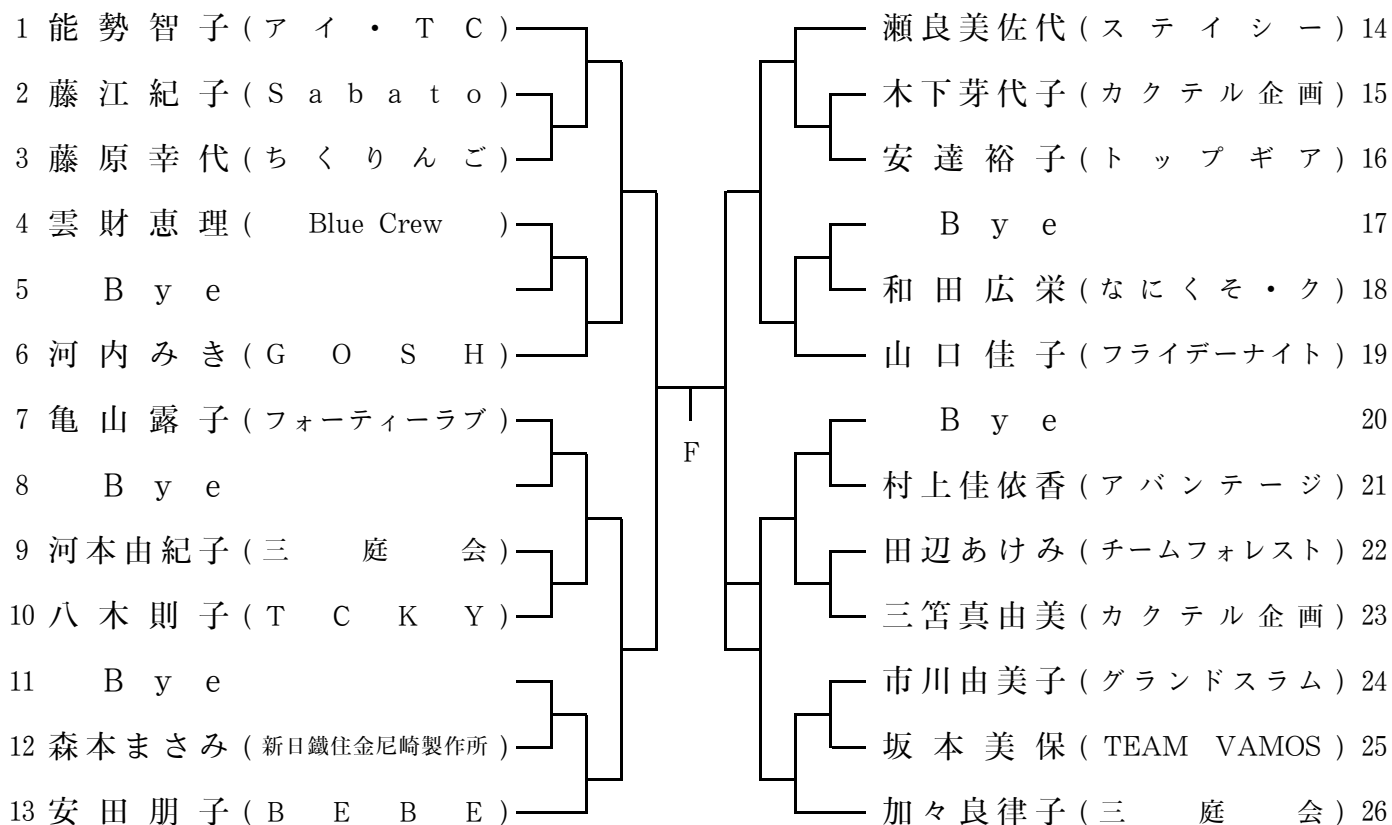 1 能勢智子(アイ・TC)
2 藤江紀子(Sabato)
3 藤原幸代(ちくりんご)
4 雲財恵理( Blue Crew )
5 Bye
6 河内みき(GOSH)
7 亀山露子(フォーティーラブ)
8 Bye
9 河本由紀子(三庭会)
10 八木則子(TCKY)
11 Bye
12 森本まさみ(新日鐵住金尼崎製作所)
13 安田朋子(BEBE)
F
瀬良美佐代(ステイシー) 14
木下芽代子(カクテル企画) 15
安達裕子(トップギア) 16
Bye 17
和田広栄(なにくそ・ク) 18
山口佳子(フライデーナイト) 19
Bye 20
村上佳依香(アバンテージ) 21
田辺あけみ(チームフォレスト) 22
三笘真由美(カクテル企画) 23
市川由美子(グランドスラム) 24
坂本美保(TEAM VAMOS) 25
加々良律子(三庭会) 26